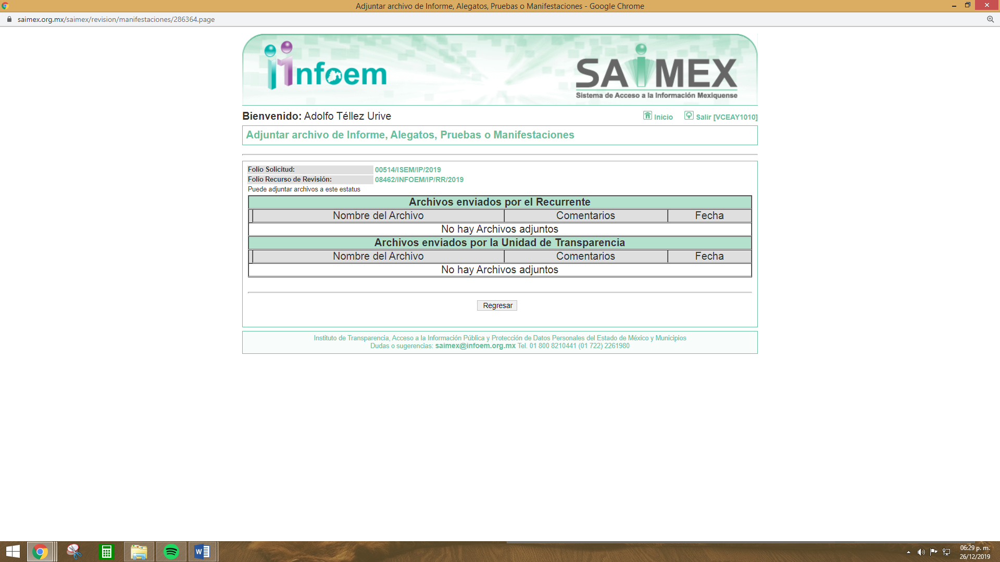 Adjuntar archivo de Informe, Alegatos, Pruebas o Manifestaciones - Google Chrome
saimex.org.mx/saimex/revision/manifestaciones/286364.page
infoem
SAIMEX
Sistema de Acceso a la Información Mexiquense
Bienvenido: Adolfo Téllez Urive
Inicio Salir [VCEAY1010]
Adjuntar archivo de Informe, Alegatos, Pruebas o Manifestaciones
Folio Solicitud: 00514/ISEM/IP/2019
Folio Recurso de Revisión: 08462/INFOEM/IP/RR/2019
Puede adjuntar archivos a este estatus
Archivos enviados por el Recurrente
Nombre del Archivo Comentarios Fecha
No hay Archivos adjuntos
Archivos enviados por la Unidad de Transparencia
Nombre del Archivo Comentarios Fecha
No hay Archivos adjuntos
Regresar
Instituto de Transparencia, Acceso a la Información Pública y Protección de Datos Personales del Estado de México y Municipios
Dudas o sugerencias: saimex@infoem.org.mx Tel. 01 800 8210441 (01 722) 2261980
06:29 p. m.
26/12/2019